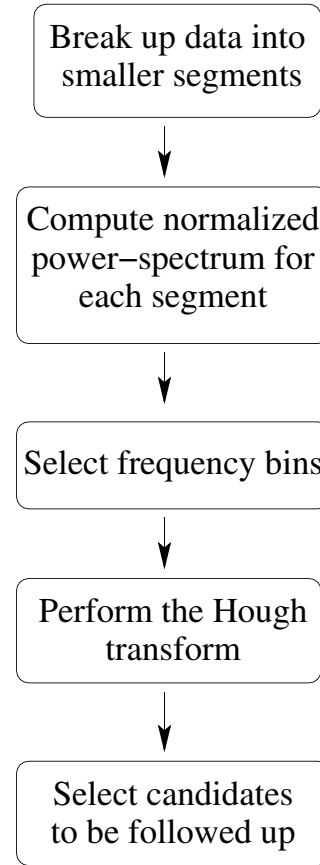 Break up data into
smaller segments
Compute normalized
power−spectrum for
each segment
Select frequency bins
Perform the Hough
transform
Select candidates
to be followed up